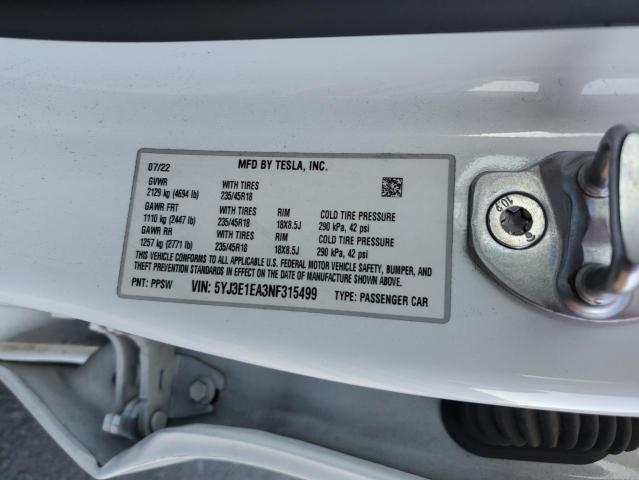 07/22 MFD BY TESLA, INC.
GVWR WITH TIRES
2129 kg (4694 lb) 235/45R18
GAWR FRT WITH TIRES RIM COLD TIRE PRESSURE
1110 kg (2447 lb) 235/45R18 18X8.5J 290 kPa, 42 psi
GAWR RR WITH TIRES RIM COLD TIRE PRESSURE
1257 kg (2771 lb) 235/45R18 18X8.5J 290 kPa, 42 psi
THIS VEHICLE CONFORMS TO ALL APPLICABLE U.S. FEDERAL MOTOR VEHICLE SAFETY, BUMPER, AND
THEFT PREVENTION STANDARDS IN EFFECT ON THE DATE OF MANUFACTURE SHOWN ABOVE.
PNT: PPSW VIN: 5YJ3E1EA3NF315499 TYPE: PASSENGER CAR
10.9